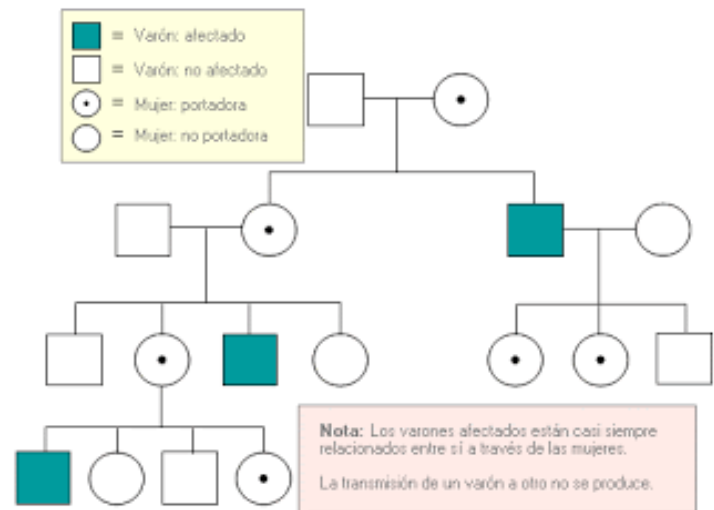 = Varón: afectado
= Varón: no afectado
= Mujer: portadora
= Mujer: no portadora
Nota: Los varones afectados están casi siempre
relacionados entre sí a través de las mujeres.
La transmisión de un varón a otro no se produce.